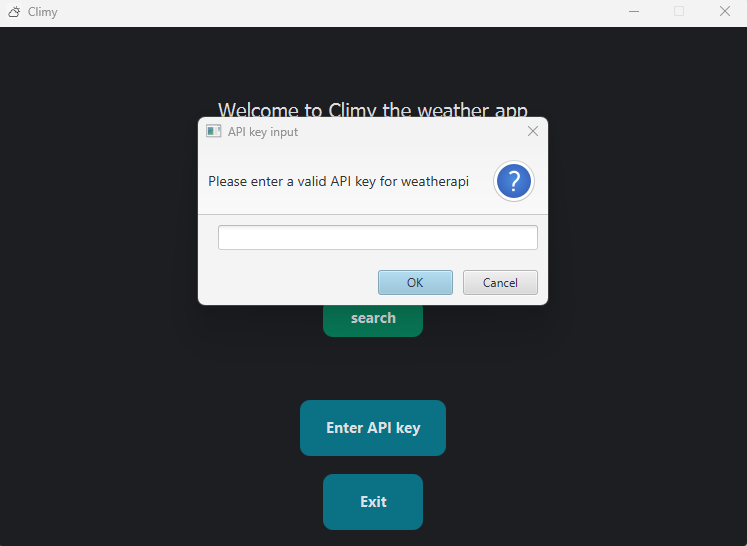 Climy
Welcome to Climy the weather app
API key input
Please enter a valid API key for weatherapi
?
OK
Cancel
search
Enter API key
Exit